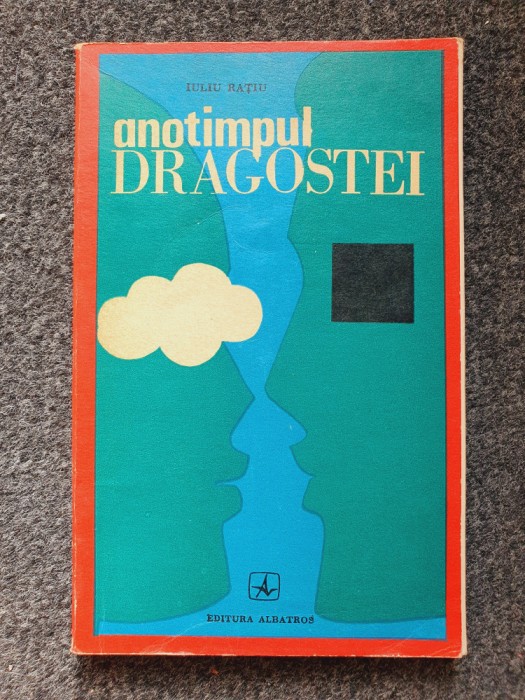 IULIU RAȚIU
anotimpul
DRAGOSTEI
EDITURA ALBATROS